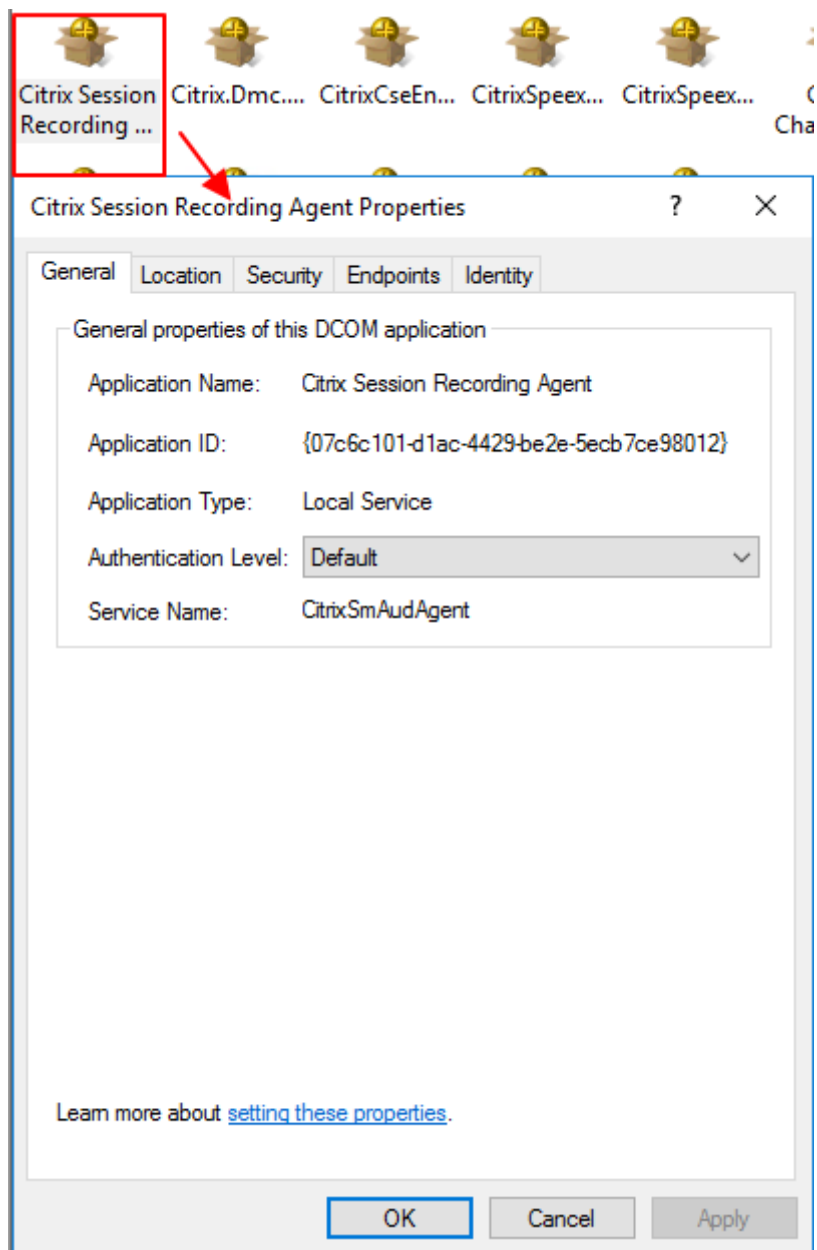 Citrix Session Citrix.Dmc.... CitrixCseEn... CitrixSpeex... CitrixSpeex...
Recording ... Cha
Citrix Session Recording Agent Properties ? X
General Location Security Endpoints Identity
General properties of this DCOM application
Application Name: Citrix Session Recording Agent
Application ID: {07c6c101-d1ac-4429-be2e-5ecb7ce98012}
Application Type: Local Service
Authentication Level: Default
Service Name: CitrixSmAudAgent
Learn more about setting these properties.
OK Cancel Apply